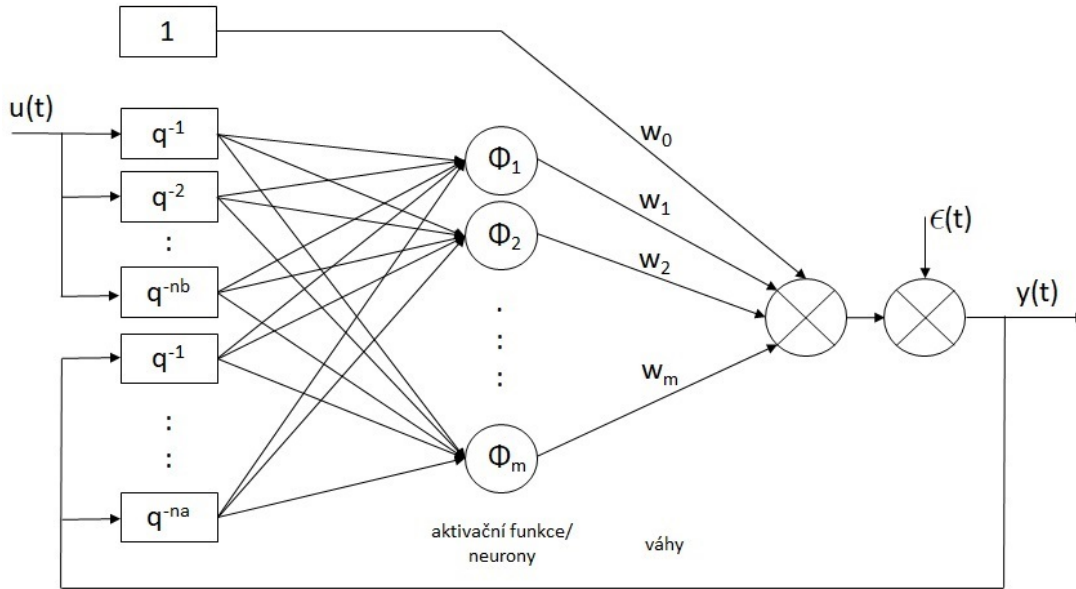 1
u(t)
q⁻¹
q⁻²
:
q⁻ⁿᵇ
q⁻¹
:
:
q⁻ⁿᵃ
Φ₁
Φ₂
:
:
Φₘ
w₀
w₁
w₂
wₘ
ϵ(t)
y(t)
aktivační funkce/
neurony
váhy